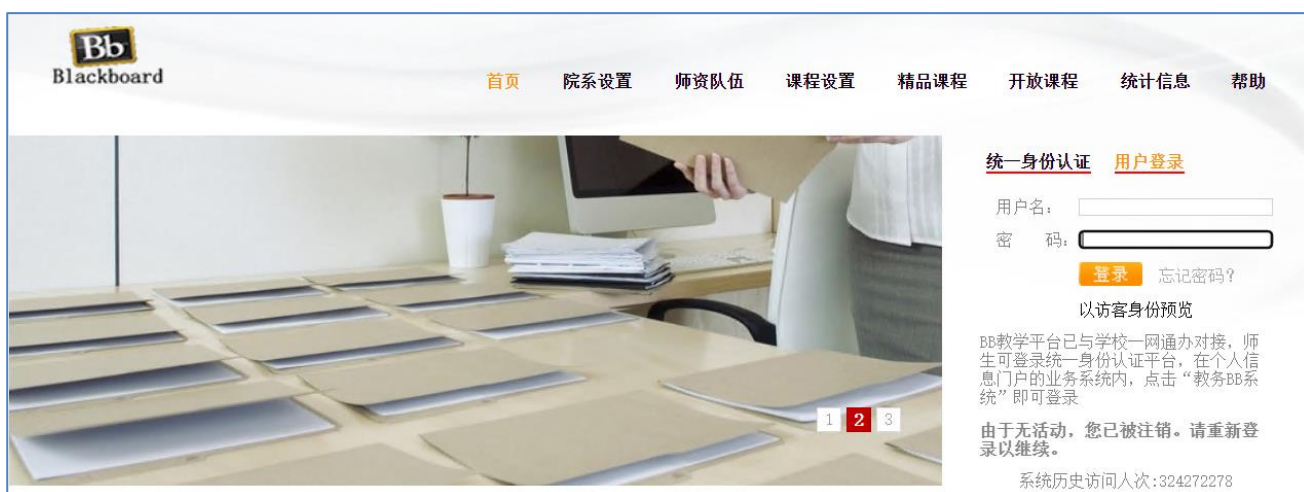 Bb
Blackboard
首页 院系设置 师资队伍 课程设置 精品课程 开放课程 统计信息 帮助
统一身份认证 用户登录
用户名:
密 码:
登录 忘记密码?
以访客身份预览
BB教学平台已与学校一网通办对接，师
生可登录统一身份认证平台，在个人信
息门户的业务系统内，点击“教务BB系
统”即可登录
1 2 3
由于无活动，您已被注销。请重新登
录以继续。
系统历史访问人次:324272278